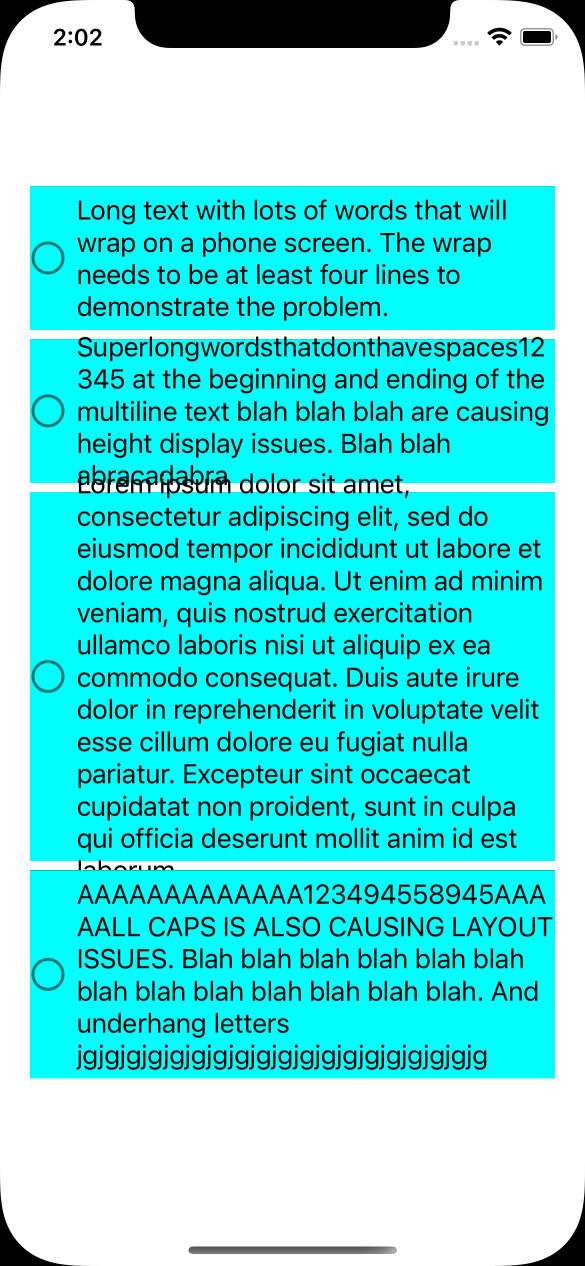 2:02
Long text with lots of words that will
wrap on a phone screen. The wrap
needs to be at least four lines to
demonstrate the problem.
Superlongwordsthatdonthavespaces12
345 at the beginning and ending of the
multiline text blah blah blah are causing
height display issues. Blah blah
abracadabra
Lorem ipsum dolor sit amet,
consectetur adipiscing elit, sed do
eiusmod tempor incididunt ut labore et
dolore magna aliqua. Ut enim ad minim
veniam, quis nostrud exercitation
ullamco laboris nisi ut aliquip ex ea
commodo consequat. Duis aute irure
dolor in reprehenderit in voluptate velit
esse cillum dolore eu fugiat nulla
pariatur. Excepteur sint occaecat
cupidatat non proident, sunt in culpa
qui officia deserunt mollit anim id est
laborum
AAAAAAAAAAAAA123494558945AAA
AALL CAPS IS ALSO CAUSING LAYOUT
ISSUES. Blah blah blah blah blah blah
blah blah blah blah blah blah blah. And
underhang letters
jgjgjgjgjgjgjgjgjgjgjgjgjgjgjgjgjgjgjgjg